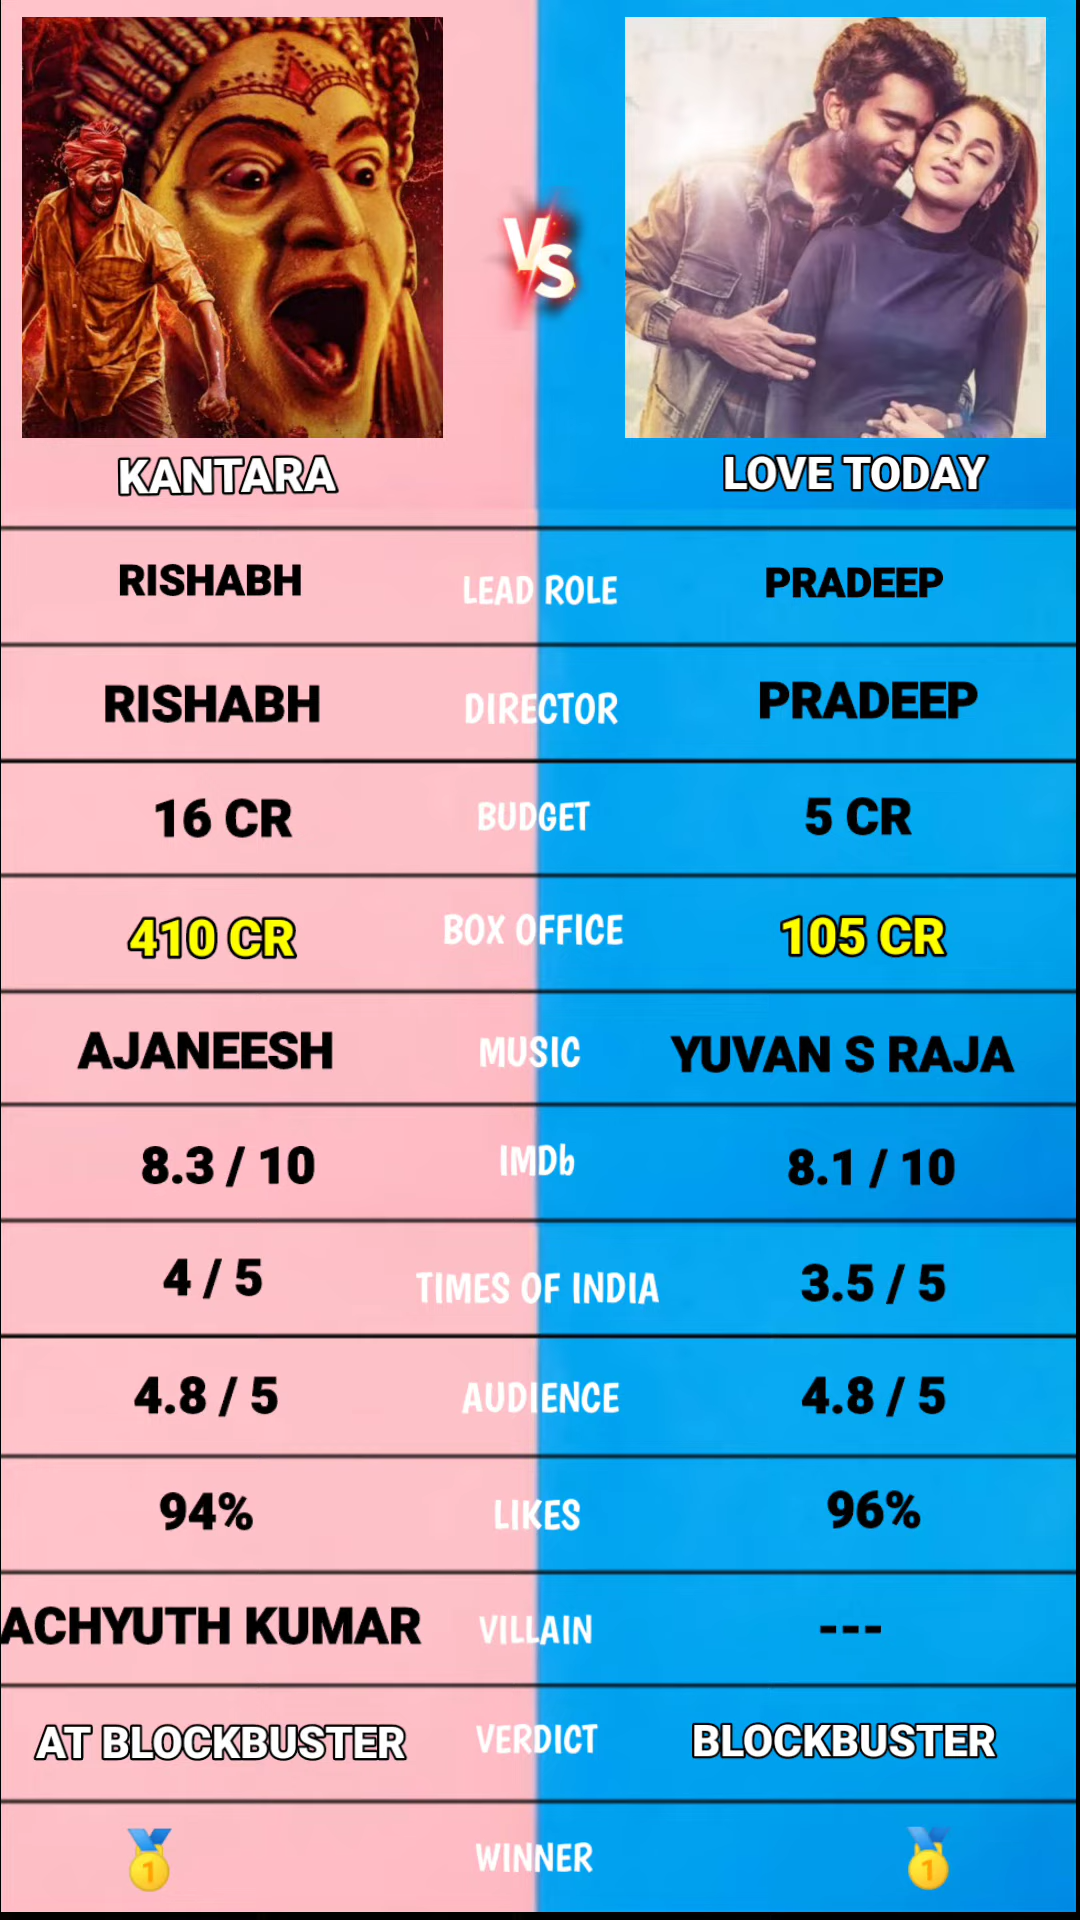 VS
KANTARA LOVE TODAY
RISHABH LEAD ROLE PRADEEP
RISHABH DIRECTOR PRADEEP
16 CR BUDGET 5 CR
410 CR BOX OFFICE 105 CR
AJANEESH MUSIC YUVAN S RAJA
8.3 / 10 IMDb 8.1 / 10
4 / 5 TIMES OF INDIA 3.5 / 5
4.8 / 5 AUDIENCE 4.8 / 5
94% LIKES 96%
ACHYUTH KUMAR VILLAIN ---
AT BLOCKBUSTER VERDICT BLOCKBUSTER
1 WINNER 1